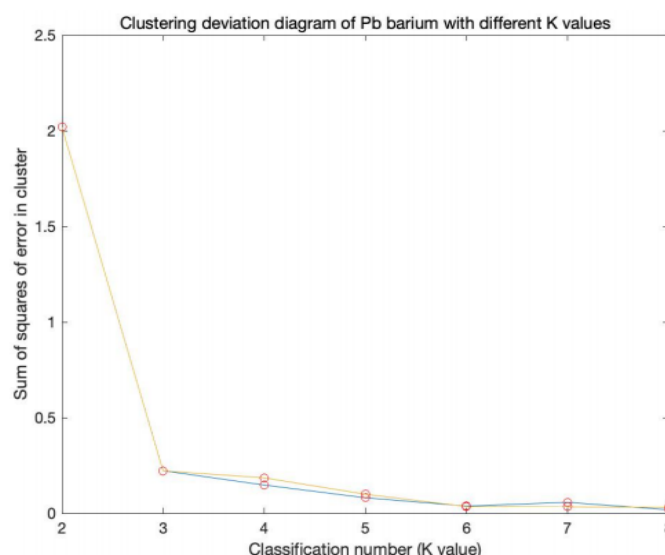 Clustering deviation diagram of Pb barium with different K values
2.5
2
1.5
1
0.5
0
Sum of squares of error in cluster
2 3 4 5 6 7 8
Classification number (K value)